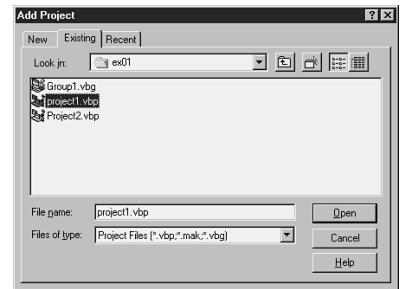 Add Project
New Existing Recent
Look in: ex01
Group1.vbg
project1.vbp
Project2.vbp
File name: project1.vbp Open
Files of type: Project Files (*.vbp;*.mak;*.vbg) Cancel
Help